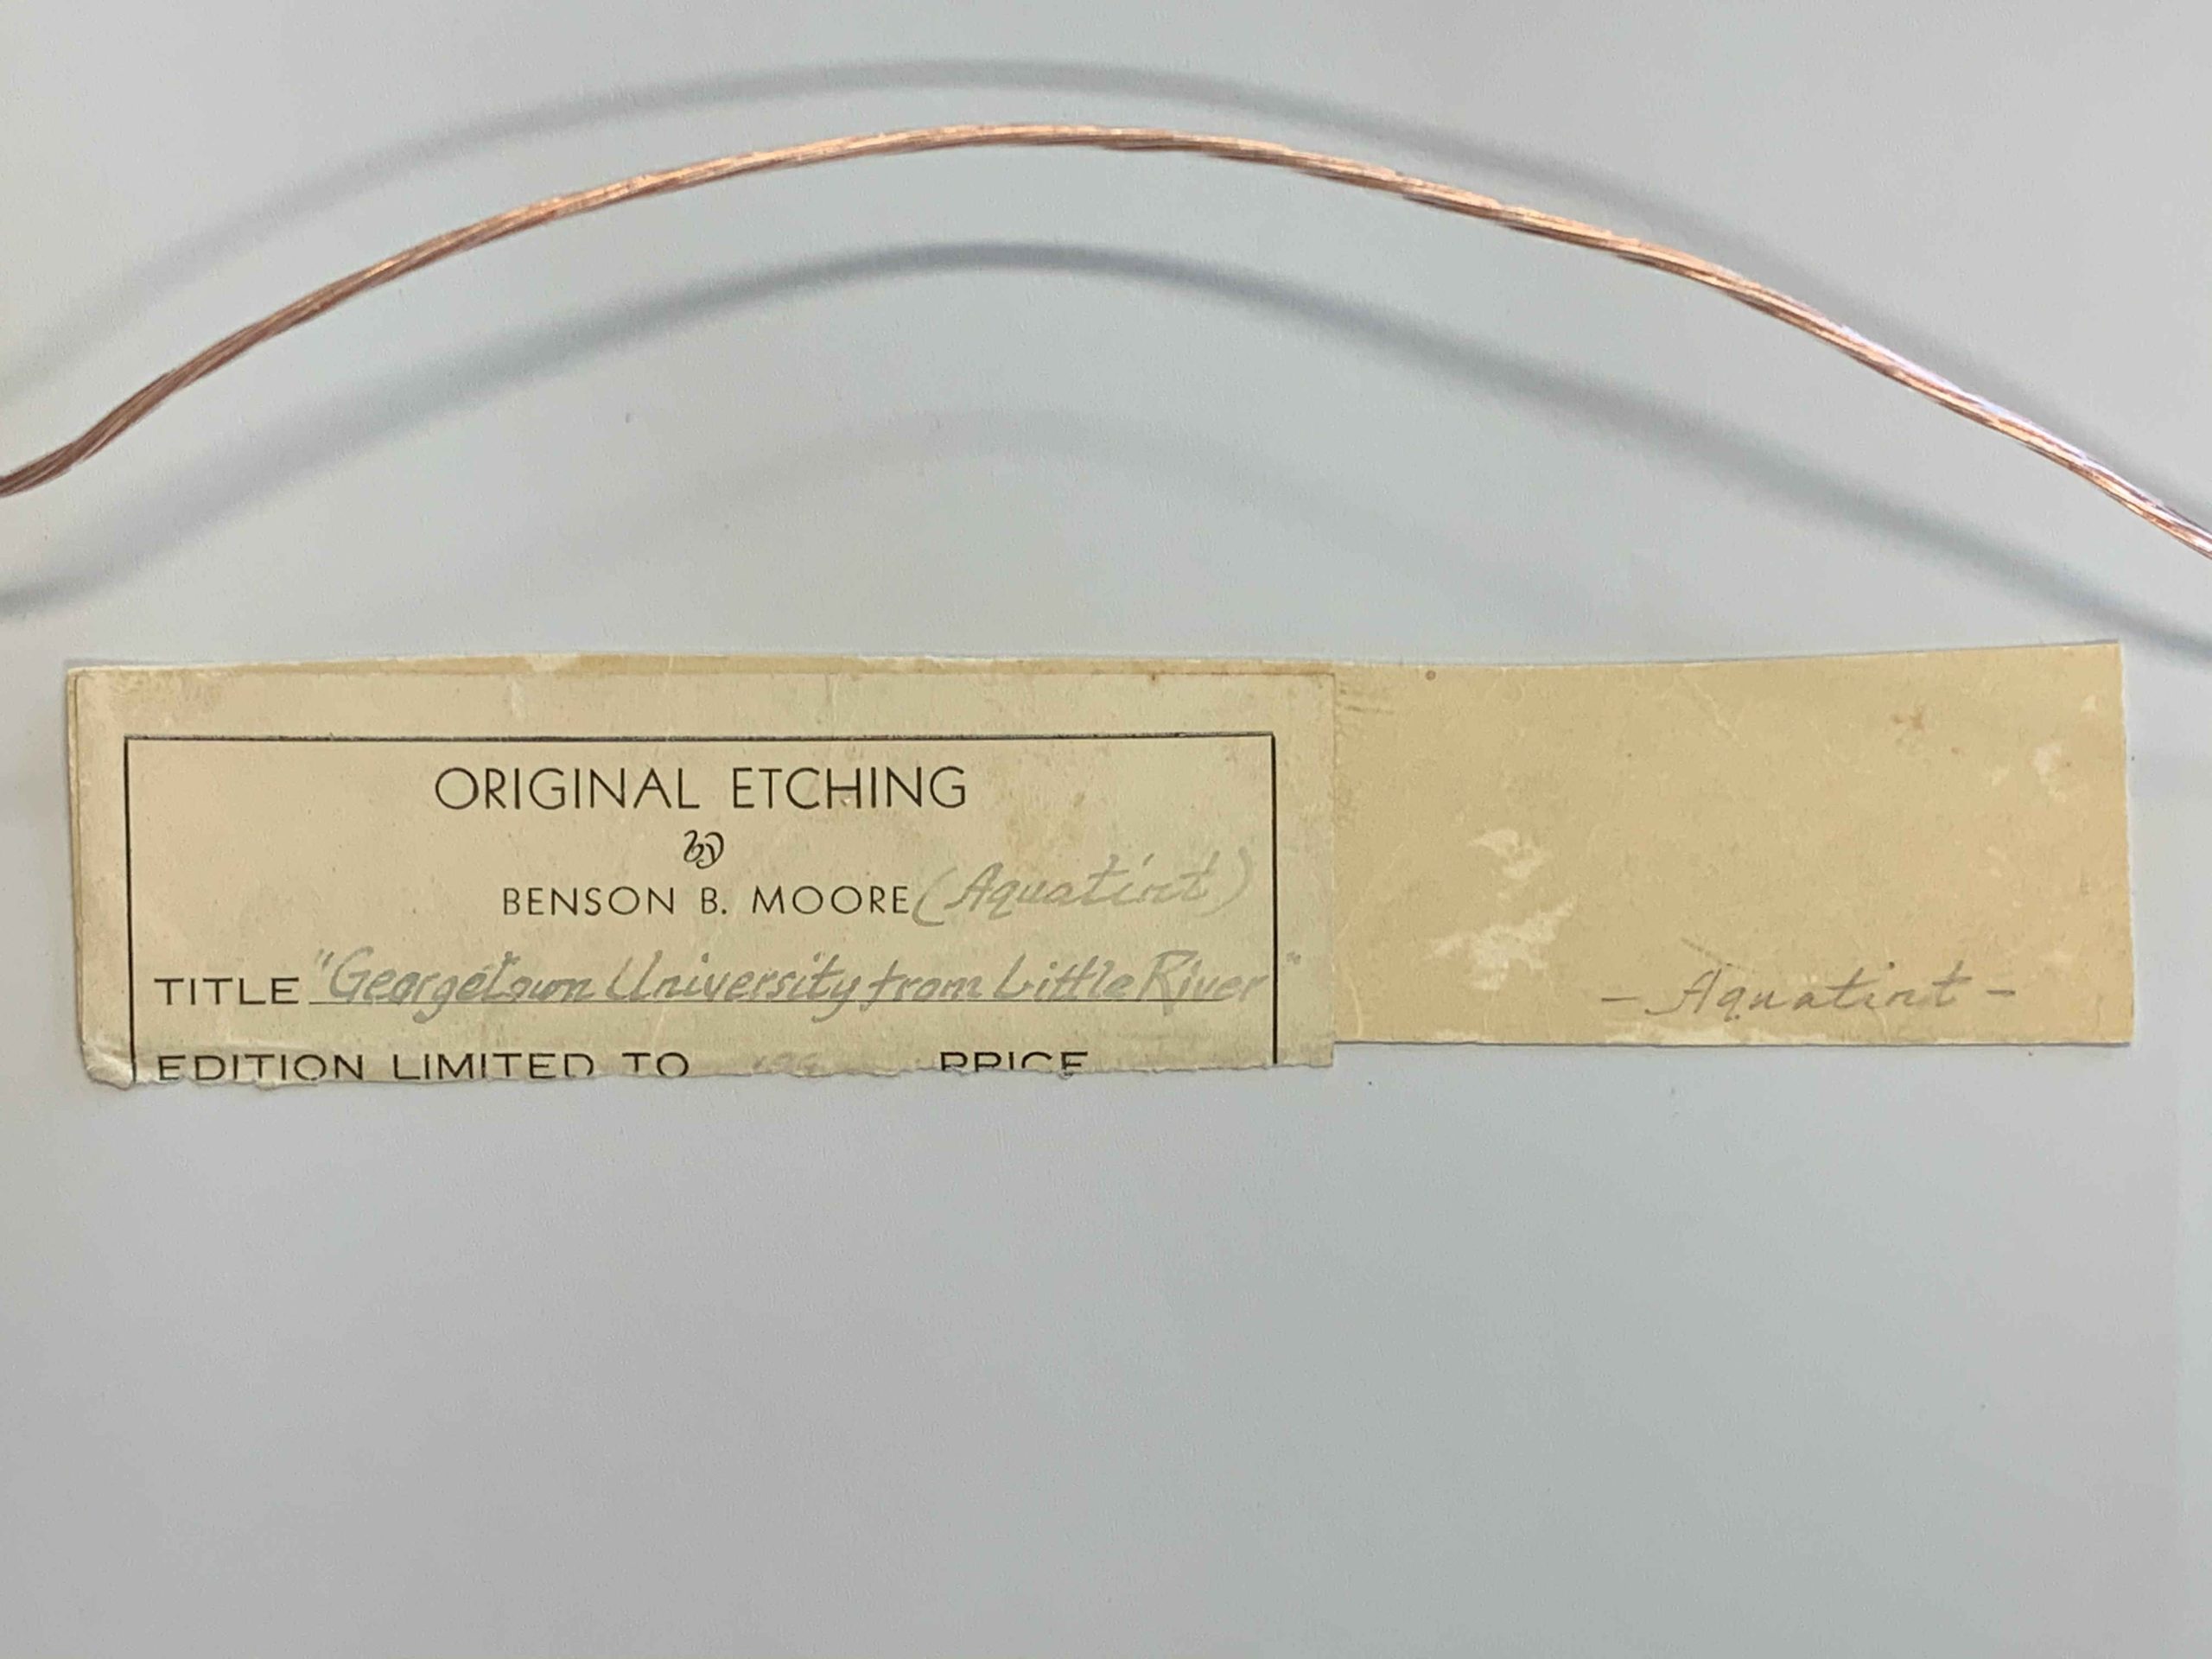 ORIGINAL ETCHING
by
BENSON B. MOORE (Aquatint)
TITLE "Georgetown University from Little River"
EDITION LIMITED TO PRICE
- Aquatint -